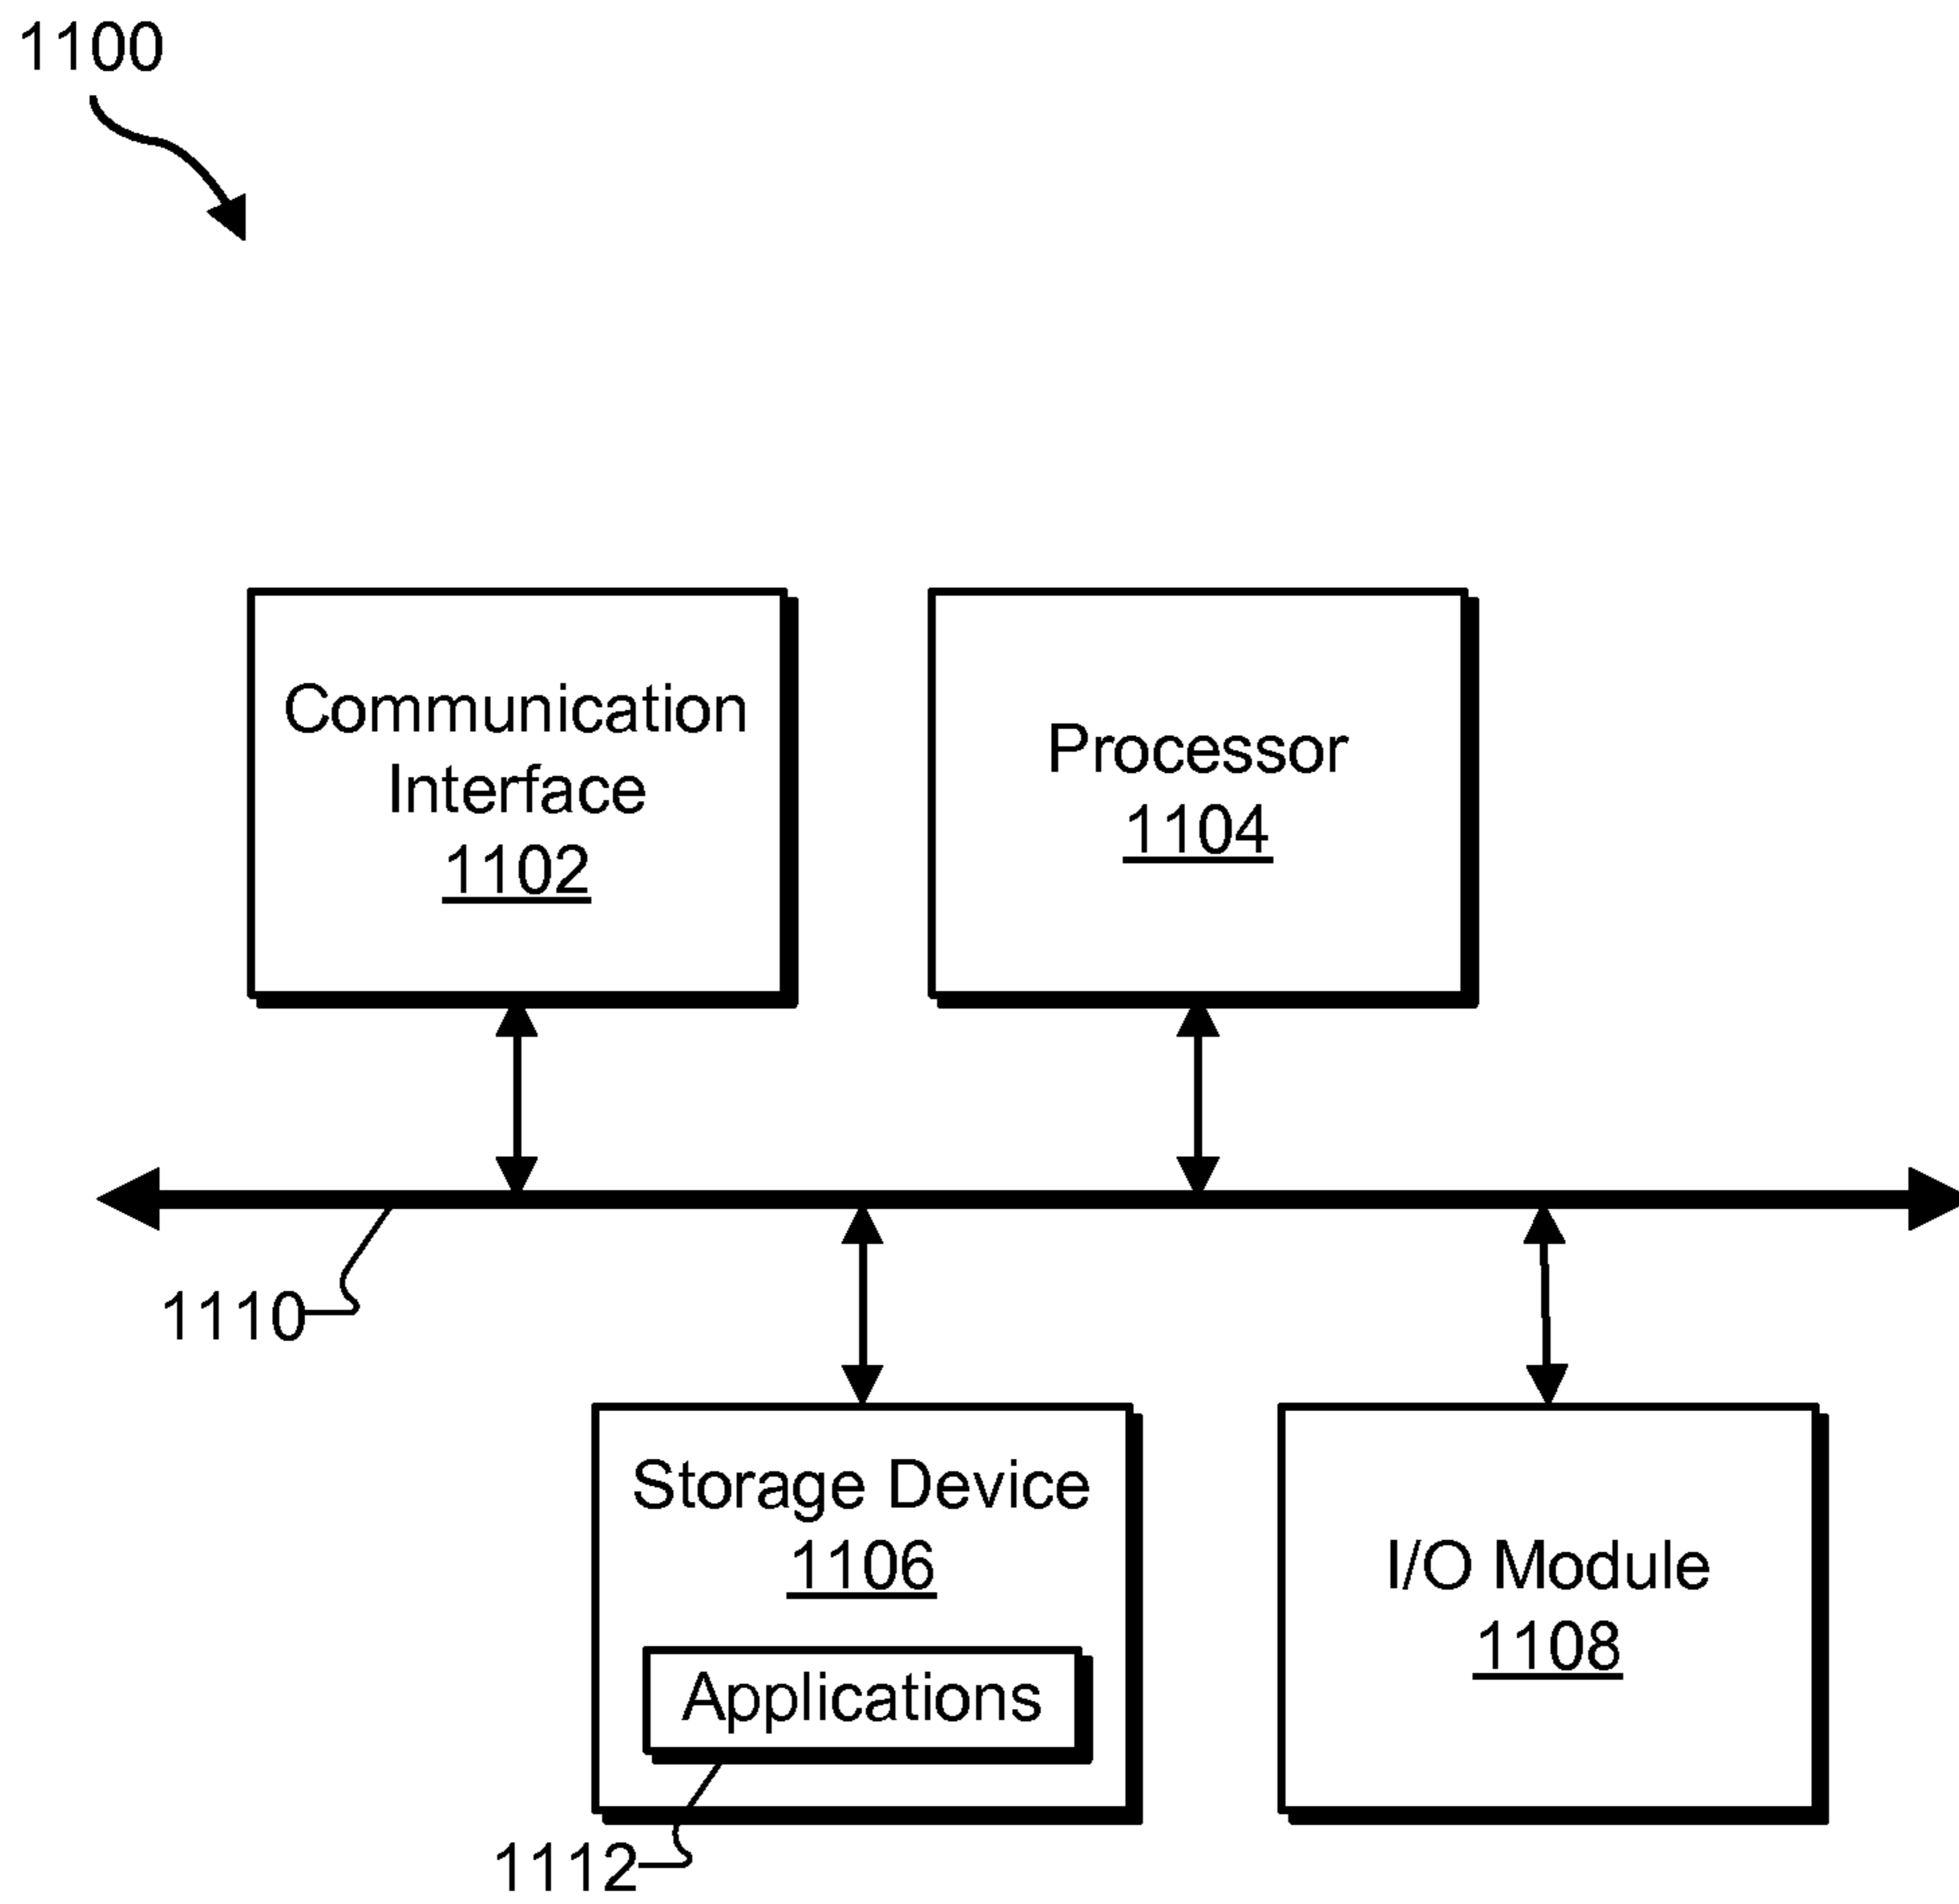 1100
Communication
Interface
1102
Processor
1104
1110
Storage Device
1106
Applications
1112
I/O Module
1108